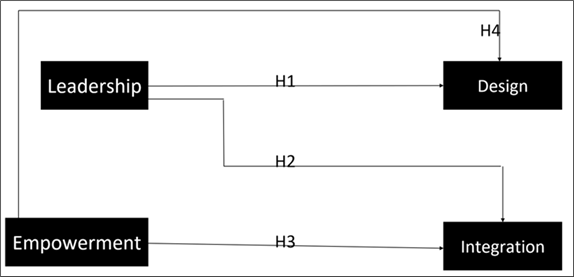 H4
Leadership
H1
Design
H2
Empowerment
H3
Integration